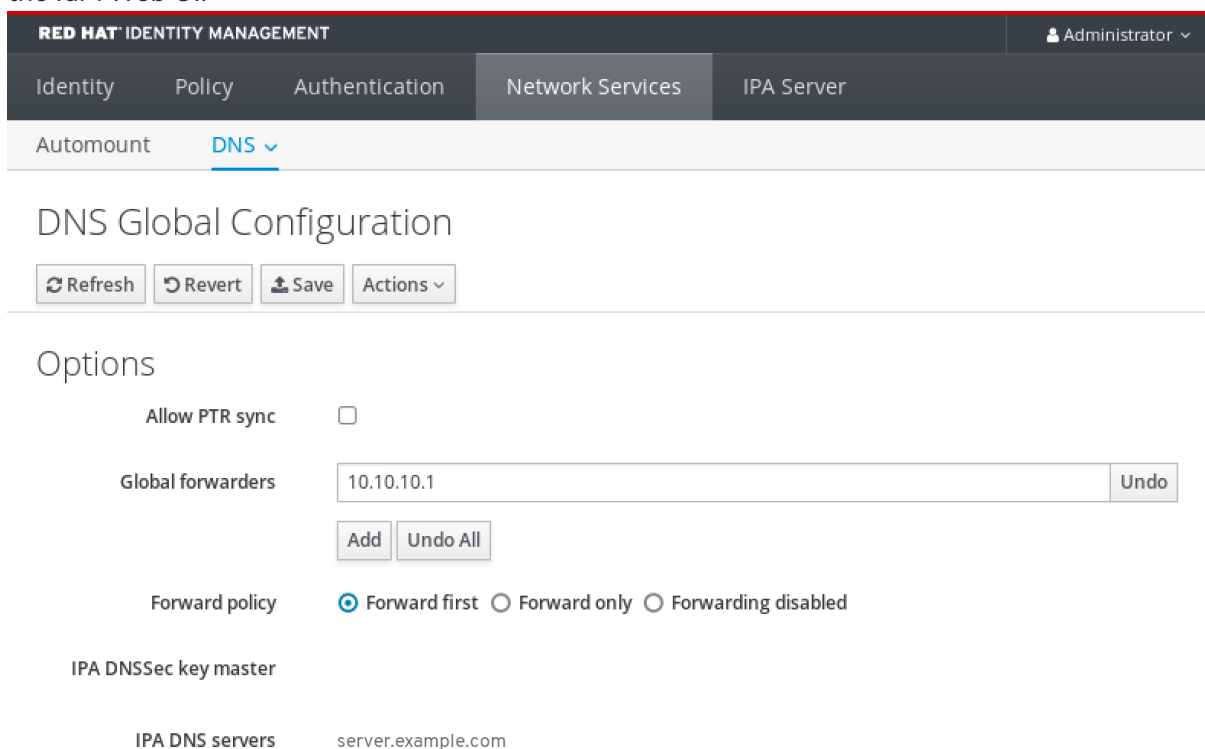 RED HAT® IDENTITY MANAGEMENT Administrator
Identity Policy Authentication Network Services IPA Server
Automount DNS
DNS Global Configuration
Refresh Revert Save Actions
Options
Allow PTR sync
Global forwarders 10.10.10.1 Undo
Add Undo All
Forward policy Forward first Forward only Forwarding disabled
IPA DNSSec key master
IPA DNS servers server.example.com